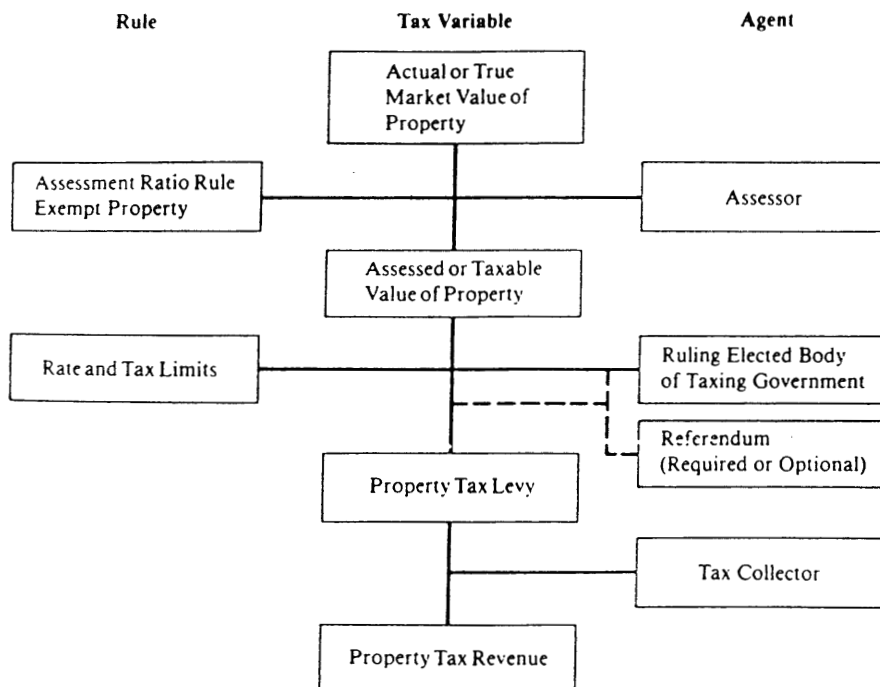 Rule
Tax Variable
Agent
Actual or True
Market Value of
Property
Assessment Ratio Rule
Exempt Property
Assessor
Assessed or Taxable
Value of Property
Rate and Tax Limits
Ruling Elected Body
of Taxing Government
Referendum
(Required or Optional)
Property Tax Levy
Tax Collector
Property Tax Revenue